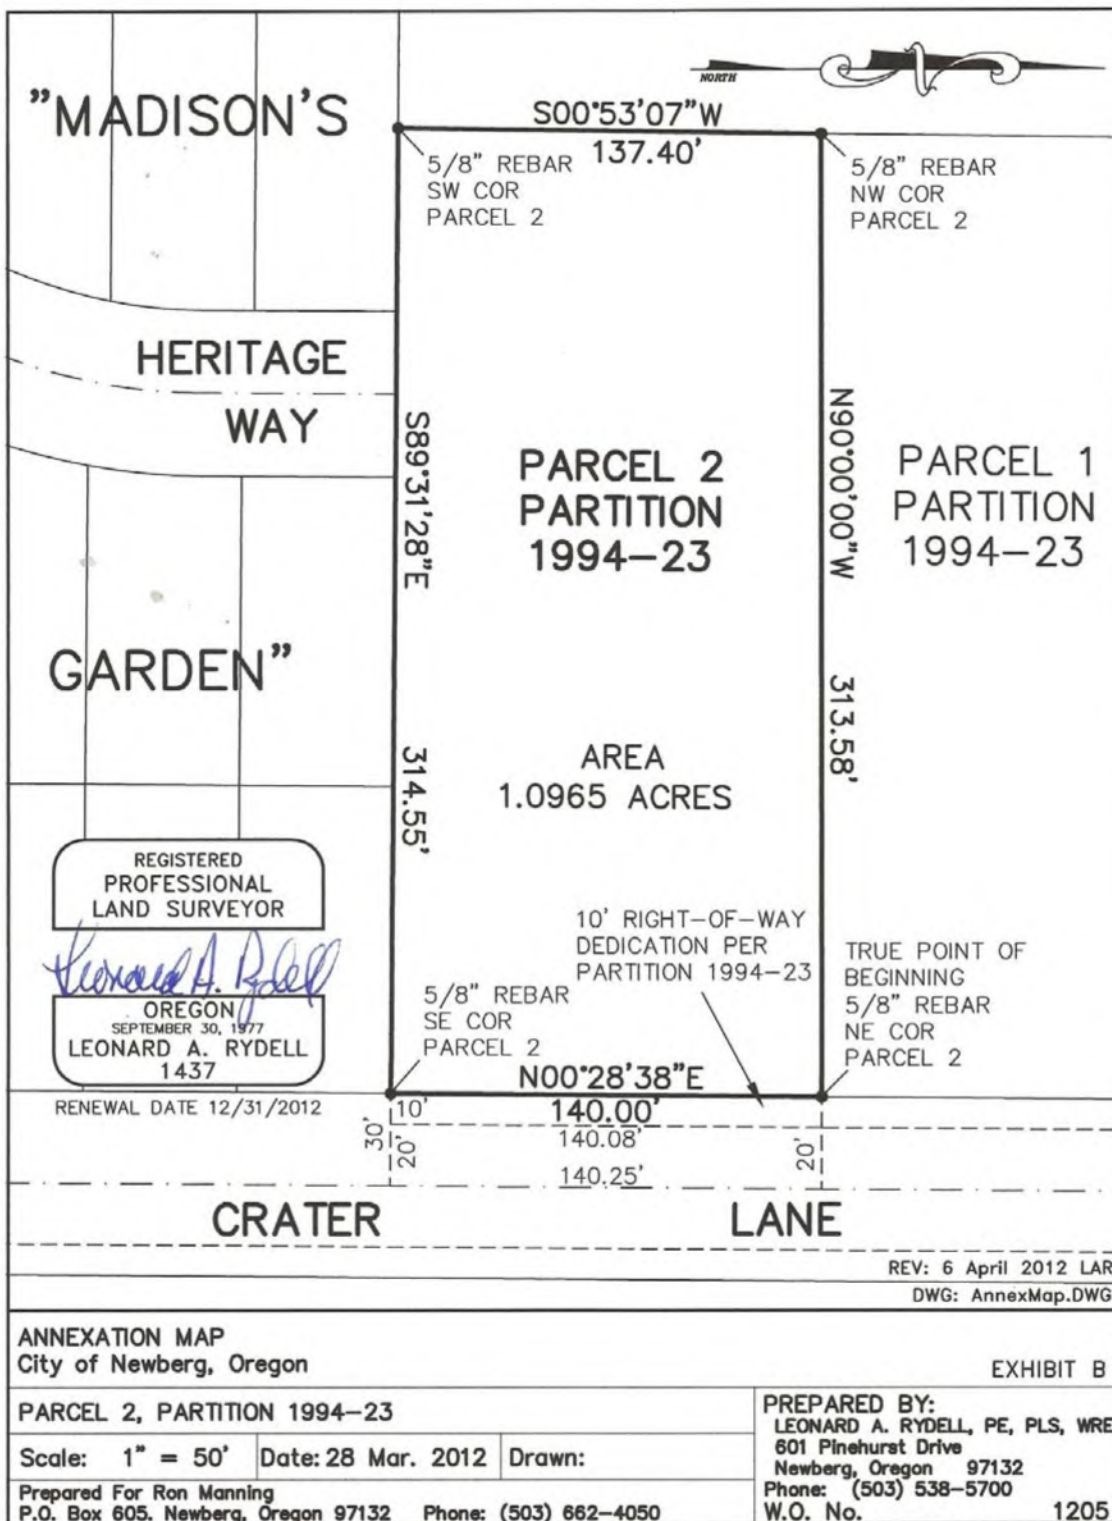 "MADISON'S
NORTH
S00°53'07"W
137.40'
5/8" REBAR
SW COR
PARCEL 2
5/8" REBAR
NW COR
PARCEL 2
HERITAGE
WAY
S89°31'28"E
314.55'
PARCEL 2
PARTITION
1994-23
N90°00'00"W
313.58'
PARCEL 1
PARTITION
1994-23
GARDEN"
AREA
1.0965 ACRES
REGISTERED
PROFESSIONAL
LAND SURVEYOR
Leonard A. Rydell
OREGON
SEPTEMBER 30, 1977
LEONARD A. RYDELL
1437
RENEWAL DATE 12/31/2012
10' RIGHT-OF-WAY
DEDICATION PER
PARTITION 1994-23
TRUE POINT OF
BEGINNING
5/8" REBAR
NE COR
PARCEL 2
5/8" REBAR
SE COR
PARCEL 2
N00°28'38"E
10'
140.00'
30'
20'
140.08'
20'
140.25'
CRATER LANE
REV: 6 April 2012 LAR
DWG: AnnexMap.DWG
ANNEXATION MAP
City of Newberg, Oregon
EXHIBIT B
PARCEL 2, PARTITION 1994-23
Scale: 1" = 50' Date: 28 Mar. 2012 Drawn:
Prepared For Ron Manning
P.O. Box 605, Newberg, Oregon 97132 Phone: (503) 662-4050
PREPARED BY:
LEONARD A. RYDELL, PE, PLS, WRE
601 Pinehurst Drive
Newberg, Oregon 97132
Phone: (503) 538-5700
W.O. No. 1205